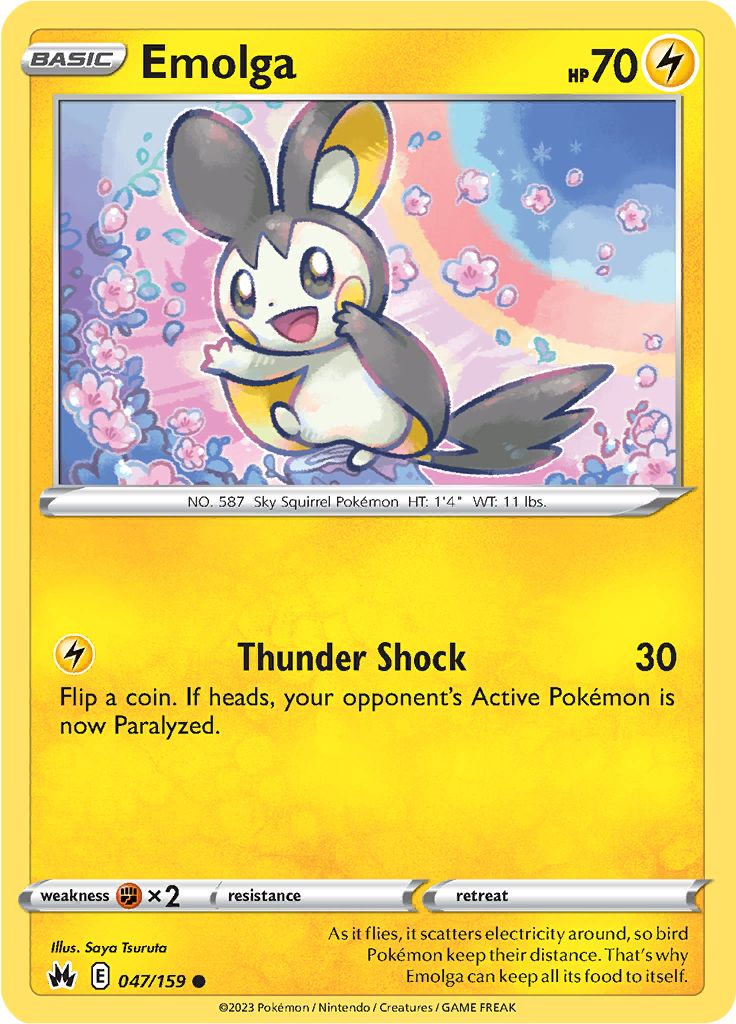 BASIC Emolga HP70
NO. 587 Sky Squirrel Pokémon HT: 1'4" WT: 11 lbs.
Thunder Shock 30
Flip a coin. If heads, your opponent's Active Pokémon is
now Paralyzed.
weakness ×2 resistance retreat
Illus. Saya Tsuruta
E 047/159
As it flies, it scatters electricity around, so bird
Pokémon keep their distance. That's why
Emolga can keep all its food to itself.
©2023 Pokémon / Nintendo / Creatures / GAME FREAK